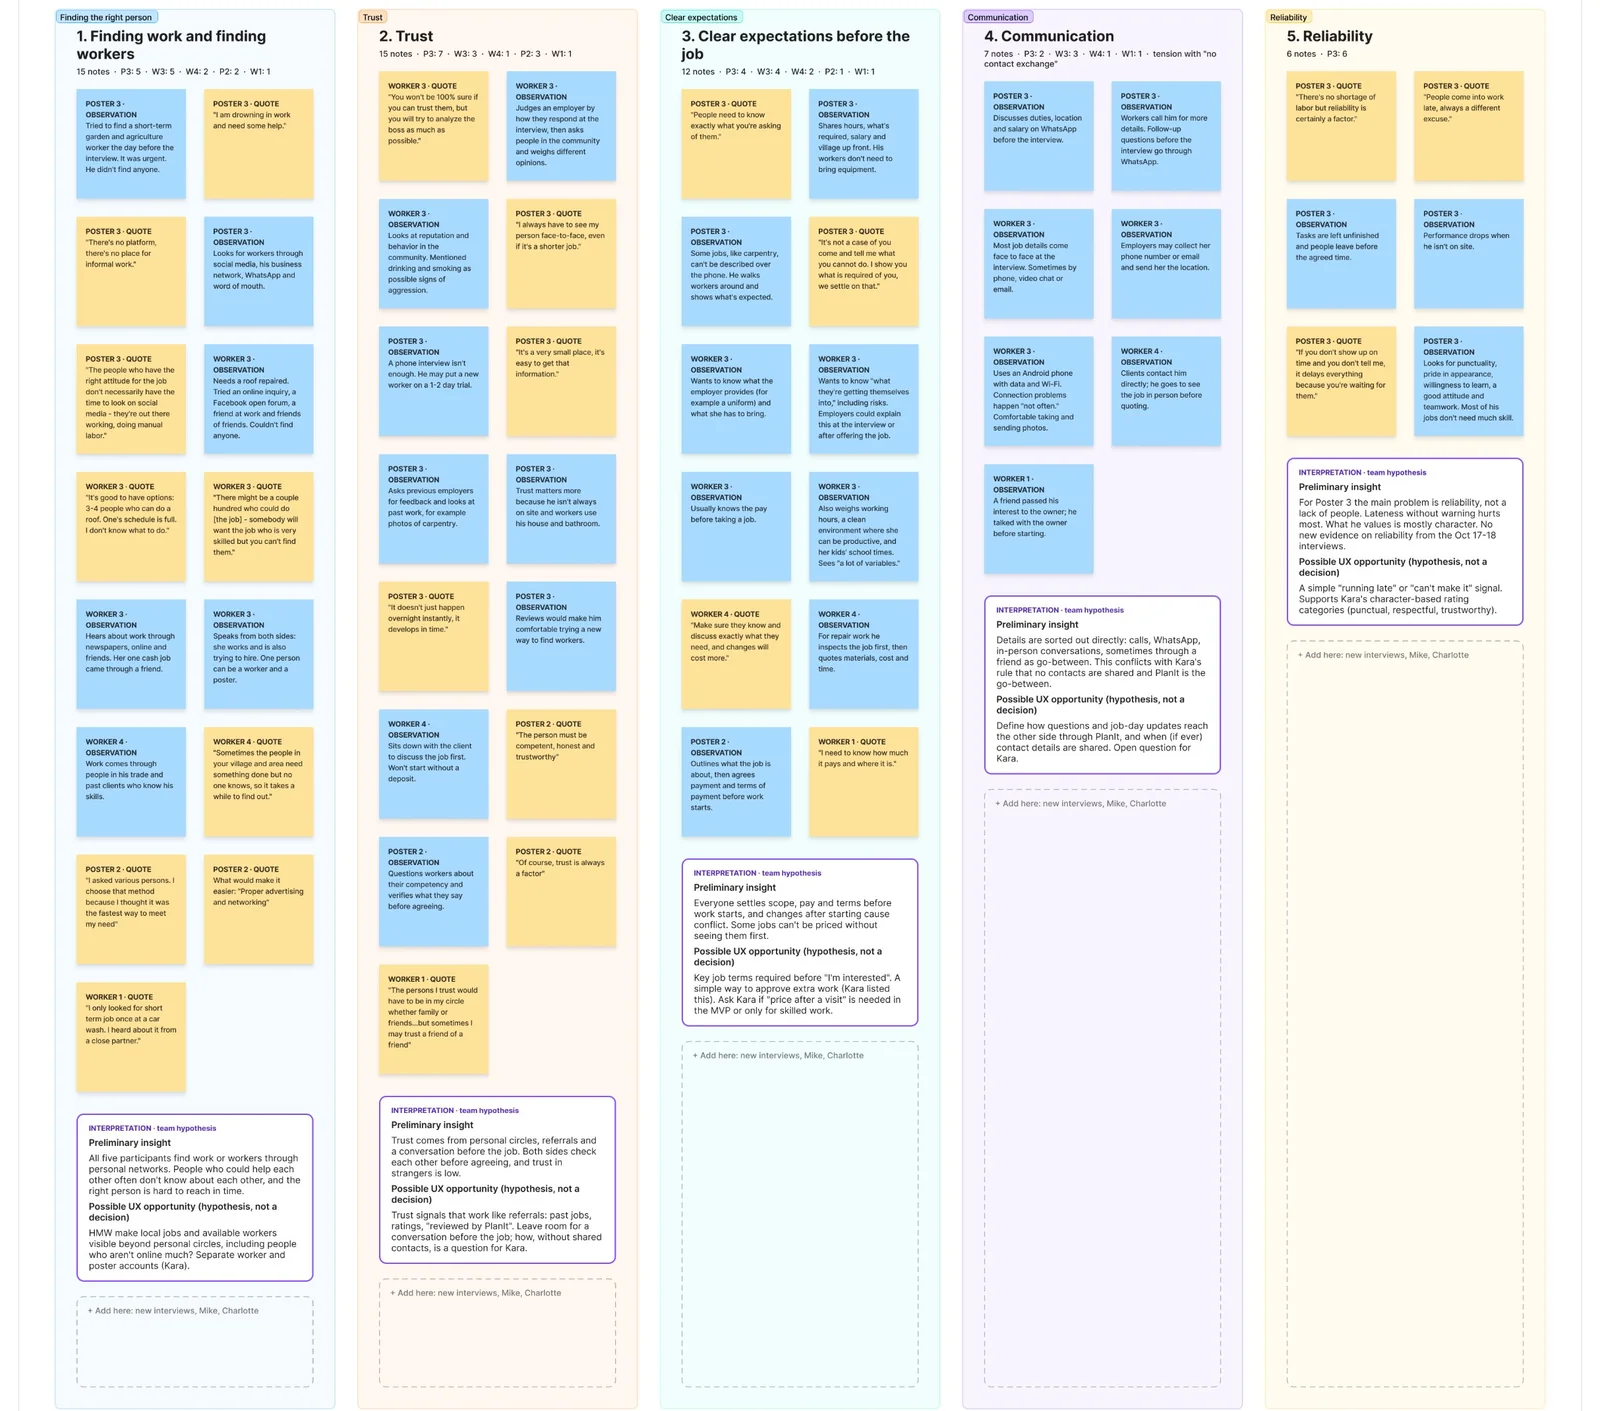 Finding the right person
1. Finding work and finding
workers
15 notes · P3: 5 · W3: 5 · W4: 2 · P2: 2 · W1: 1
POSTER 3 ·
OBSERVATION
Tried to find a short-term
garden and agriculture
worker the day before the
interview. It was urgent.
He didn't find anyone.
POSTER 3 · QUOTE
"I am drowning in work
and need some help."
POSTER 3 · QUOTE
"There's no platform,
there's no place for
informal work."
POSTER 3 ·
OBSERVATION
Looks for workers through
social media, his business
network, WhatsApp and
word of mouth.
POSTER 3 · QUOTE
"The people who have the
right attitude for the job
don't necessarily have the
time to look on social
media - they're out there
working, doing manual
labor."
WORKER 3 ·
OBSERVATION
Needs a roof repaired.
Tried an online inquiry, a
Facebook open forum, a
friend at work and friends
of friends. Couldn't find
anyone.
WORKER 3 · QUOTE
"It's good to have options:
3-4 people who can do a
roof. One's schedule is full.
I don't know what to do."
WORKER 3 · QUOTE
"There might be a couple
hundred who could do
[the job] - somebody will
want the job who is very
skilled but you can't find
them."
WORKER 3 ·
OBSERVATION
Hears about work through
newspapers, online and
friends. Her one cash job
came through a friend.
WORKER 3 ·
OBSERVATION
Speaks from both sides:
she works and is also
trying to hire. One person
can be a worker and a
poster.
WORKER 4 ·
OBSERVATION
Work comes through
people in his trade and
past clients who know his
skills.
WORKER 4 · QUOTE
"Sometimes the people in
your village and area need
something done but no
one knows, so it takes a
while to find out."
POSTER 2 · QUOTE
"I asked various persons. I
choose that method
because I thought it was
the fastest way to meet
my need"
POSTER 2 · QUOTE
What would make it
easier: "Proper advertising
and networking"
WORKER 1 · QUOTE
"I only looked for short
term job once at a car
wash. I heard about it from
a close partner."
INTERPRETATION · team hypothesis
Preliminary insight
All five participants find work or workers through
personal networks. People who could help each
other often don't know about each other, and the
right person is hard to reach in time.
Possible UX opportunity (hypothesis, not a
decision)
HMW make local jobs and available workers
visible beyond personal circles, including people
who aren't online much? Separate worker and
poster accounts (Kara).
+ Add here: new interviews, Mike, Charlotte
Trust
2. Trust
15 notes · P3: 7 · W3: 3 · W4: 1 · P2: 3 · W1: 1
WORKER 3 · QUOTE
"You won't be 100% sure if
you can trust them, but
you will try to analyze the
boss as much as
possible."
WORKER 3 ·
OBSERVATION
Judges an employer by
how they respond at the
interview, then asks
people in the community
and weighs different
opinions.
WORKER 3 ·
OBSERVATION
Looks at reputation and
behavior in the
community. Mentioned
drinking and smoking as
possible signs of
aggression.
POSTER 3 · QUOTE
"I always have to see my
person face-to-face, even
if it's a shorter job."
POSTER 3 ·
OBSERVATION
A phone interview isn't
enough. He may put a new
worker on a 1-2 day trial.
POSTER 3 · QUOTE
"It's a very small place, it's
easy to get that
information."
POSTER 3 ·
OBSERVATION
Asks previous employers
for feedback and looks at
past work, for example
photos of carpentry.
POSTER 3 ·
OBSERVATION
Trust matters more
because he isn't always
on site and workers use
his house and bathroom.
POSTER 3 · QUOTE
"It doesn't just happen
overnight instantly, it
develops in time."
POSTER 3 ·
OBSERVATION
Reviews would make him
comfortable trying a new
way to find workers.
WORKER 4 ·
OBSERVATION
Sits down with the client
to discuss the job first.
Won't start without a
deposit.
POSTER 2 · QUOTE
"The person must be
competent, honest and
trustworthy"
POSTER 2 ·
OBSERVATION
Questions workers about
their competency and
verifies what they say
before agreeing.
POSTER 2 · QUOTE
"Of course, trust is always
a factor"
WORKER 1 · QUOTE
"The persons I trust would
have to be in my circle
whether family or
friends...but sometimes I
may trust a friend of a
friend"
INTERPRETATION · team hypothesis
Preliminary insight
Trust comes from personal circles, referrals and
a conversation before the job. Both sides check
each other before agreeing, and trust in
strangers is low.
Possible UX opportunity (hypothesis, not a
decision)
Trust signals that work like referrals: past jobs,
ratings, "reviewed by PlanIt". Leave room for a
conversation before the job; how, without shared
contacts, is a question for Kara.
+ Add here: new interviews, Mike, Charlotte
Clear expectations
3. Clear expectations before the
job
12 notes · P3: 4 · W3: 4 · W4: 2 · P2: 1 · W1: 1
POSTER 3 · QUOTE
"People need to know
exactly what you're asking
of them."
POSTER 3 ·
OBSERVATION
Shares hours, what's
required, salary and
village up front. His
workers don't need to
bring equipment.
POSTER 3 ·
OBSERVATION
Some jobs, like carpentry,
can't be described over
the phone. He walks
workers around and
shows what's expected.
POSTER 3 · QUOTE
"It's not a case of you
come and tell me what
you cannot do. I show you
what is required of you,
we settle on that."
WORKER 3 ·
OBSERVATION
Wants to know what the
employer provides (for
example a uniform) and
what she has to bring.
WORKER 3 ·
OBSERVATION
Wants to know "what
they're getting themselves
into," including risks.
Employers could explain
this at the interview or
after offering the job.
WORKER 3 ·
OBSERVATION
Usually knows the pay
before taking a job.
WORKER 3 ·
OBSERVATION
Also weighs working
hours, a clean
environment where she
can be productive, and
her kids' school times.
Sees "a lot of variables."
WORKER 4 · QUOTE
"Make sure they know and
discuss exactly what they
need, and changes will
cost more."
WORKER 4 ·
OBSERVATION
For repair work he
inspects the job first, then
quotes materials, cost and
time.
POSTER 2 ·
OBSERVATION
Outlines what the job is
about, then agrees
payment and terms of
payment before work
starts.
WORKER 1 · QUOTE
"I need to know how much
it pays and where it is."
INTERPRETATION · team hypothesis
Preliminary insight
Everyone settles scope, pay and terms before
work starts, and changes after starting cause
conflict. Some jobs can't be priced without
seeing them first.
Possible UX opportunity (hypothesis, not a
decision)
Key job terms required before "I'm interested". A
simple way to approve extra work (Kara listed
this). Ask Kara if "price after a visit" is needed in
the MVP or only for skilled work.
+ Add here: new interviews, Mike, Charlotte
Communication
4. Communication
7 notes · P3: 2 · W3: 3 · W4: 1 · W1: 1 · tension with "no
contact exchange"
POSTER 3 ·
OBSERVATION
Discusses duties, location
and salary on WhatsApp
before the interview.
POSTER 3 ·
OBSERVATION
Workers call him for more
details. Follow-up
questions before the
interview go through
WhatsApp.
WORKER 3 ·
OBSERVATION
Most job details come
face to face at the
interview. Sometimes by
phone, video chat or
email.
WORKER 3 ·
OBSERVATION
Employers may collect her
phone number or email
and send her the location.
WORKER 3 ·
OBSERVATION
Uses an Android phone
with data and Wi-Fi.
Connection problems
happen "not often."
Comfortable taking and
sending photos.
WORKER 4 ·
OBSERVATION
Clients contact him
directly; he goes to see
the job in person before
quoting.
WORKER 1 ·
OBSERVATION
A friend passed his
interest to the owner; he
talked with the owner
before starting.
INTERPRETATION · team hypothesis
Preliminary insight
Details are sorted out directly: calls, WhatsApp,
in-person conversations, sometimes through a
friend as go-between. This conflicts with Kara's
rule that no contacts are shared and PlanIt is the
go-between.
Possible UX opportunity (hypothesis, not a
decision)
Define how questions and job-day updates reach
the other side through PlanIt, and when (if ever)
contact details are shared. Open question for
Kara.
+ Add here: new interviews, Mike, Charlotte
Reliability
5. Reliability
6 notes · P3: 6
POSTER 3 · QUOTE
"There's no shortage of
labor but reliability is
certainly a factor."
POSTER 3 · QUOTE
"People come into work
late, always a different
excuse."
POSTER 3 ·
OBSERVATION
Tasks are left unfinished
and people leave before
the agreed time.
POSTER 3 ·
OBSERVATION
Performance drops when
he isn't on site.
POSTER 3 · QUOTE
"If you don't show up on
time and you don't tell me,
it delays everything
because you're waiting for
them."
POSTER 3 ·
OBSERVATION
Looks for punctuality,
pride in appearance,
willingness to learn, a
good attitude and
teamwork. Most of his
jobs don't need much skill.
INTERPRETATION · team hypothesis
Preliminary insight
For Poster 3 the main problem is reliability, not a
lack of people. Lateness without warning hurts
most. What he values is mostly character. No
new evidence on reliability from the Oct 17-18
interviews.
Possible UX opportunity (hypothesis, not a
decision)
A simple "running late" or "can't make it" signal.
Supports Kara's character-based rating
categories (punctual, respectful, trustworthy).
+ Add here: new interviews, Mike, Charlotte